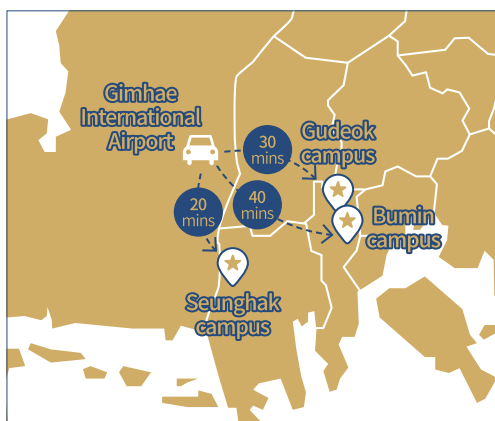 Gimhae
International
Airport
30
mins
Gudeok
campus
20
mins
40
mins
Bumin
campus
Seunghak
campus